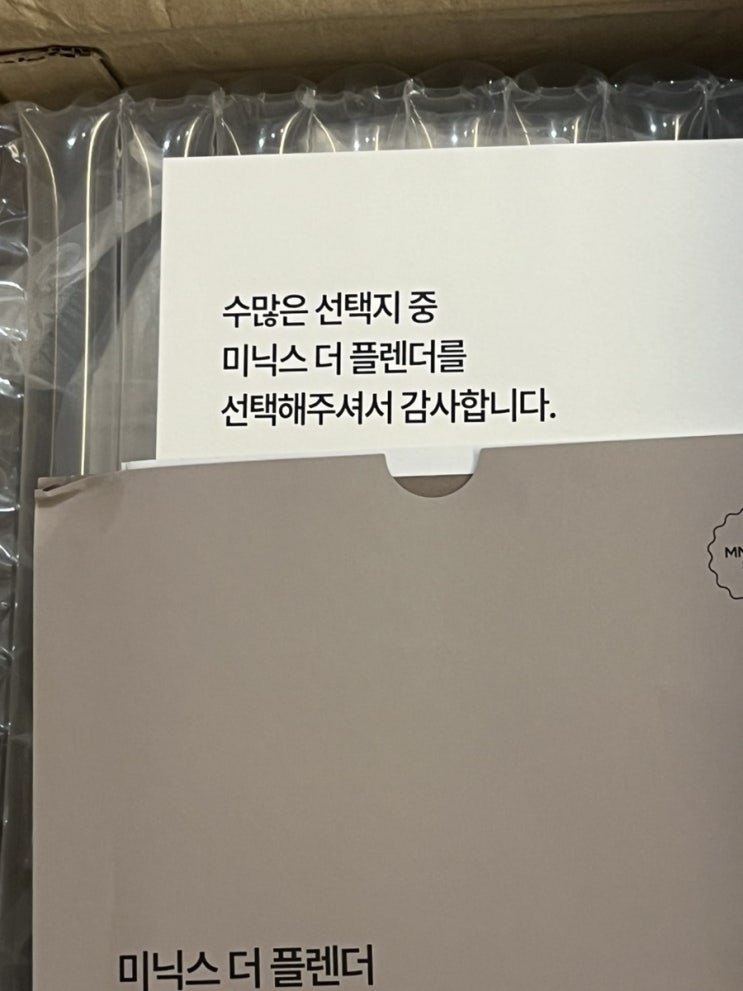 수많은 선택지 중
미닉스 더 플렌더를
선택해주셔서 감사합니다.
미닉스 더 플렌더